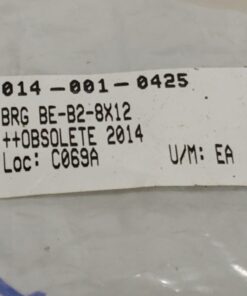 014-001-0425
BRG BE-B2-8X12
++OBSOLETE 2014
Loc: C069A U/M: EA